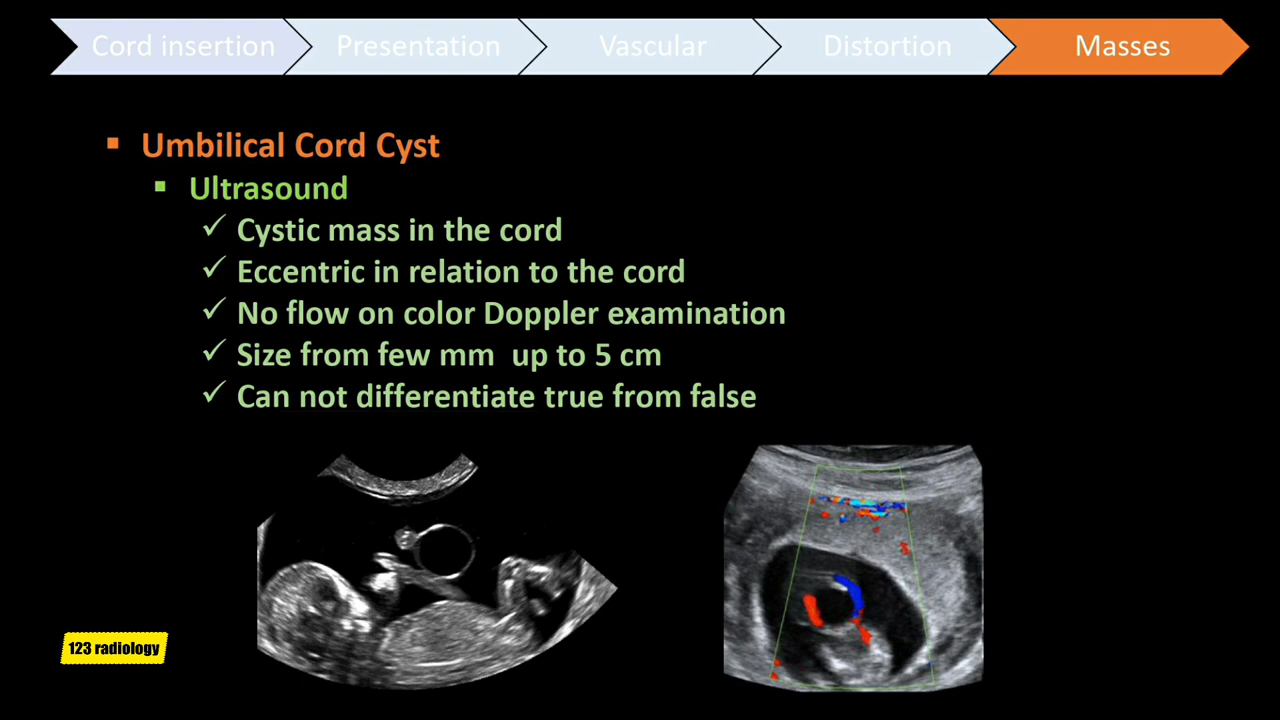 Cord insertion
Presentation
Vascular
Distortion
Masses
Umbilical Cord Cyst
Ultrasound
Cystic mass in the cord
Eccentric in relation to the cord
No flow on color Doppler examination
Size from few mm  up to 5 cm
Can not differentiate true from false
123 radiology